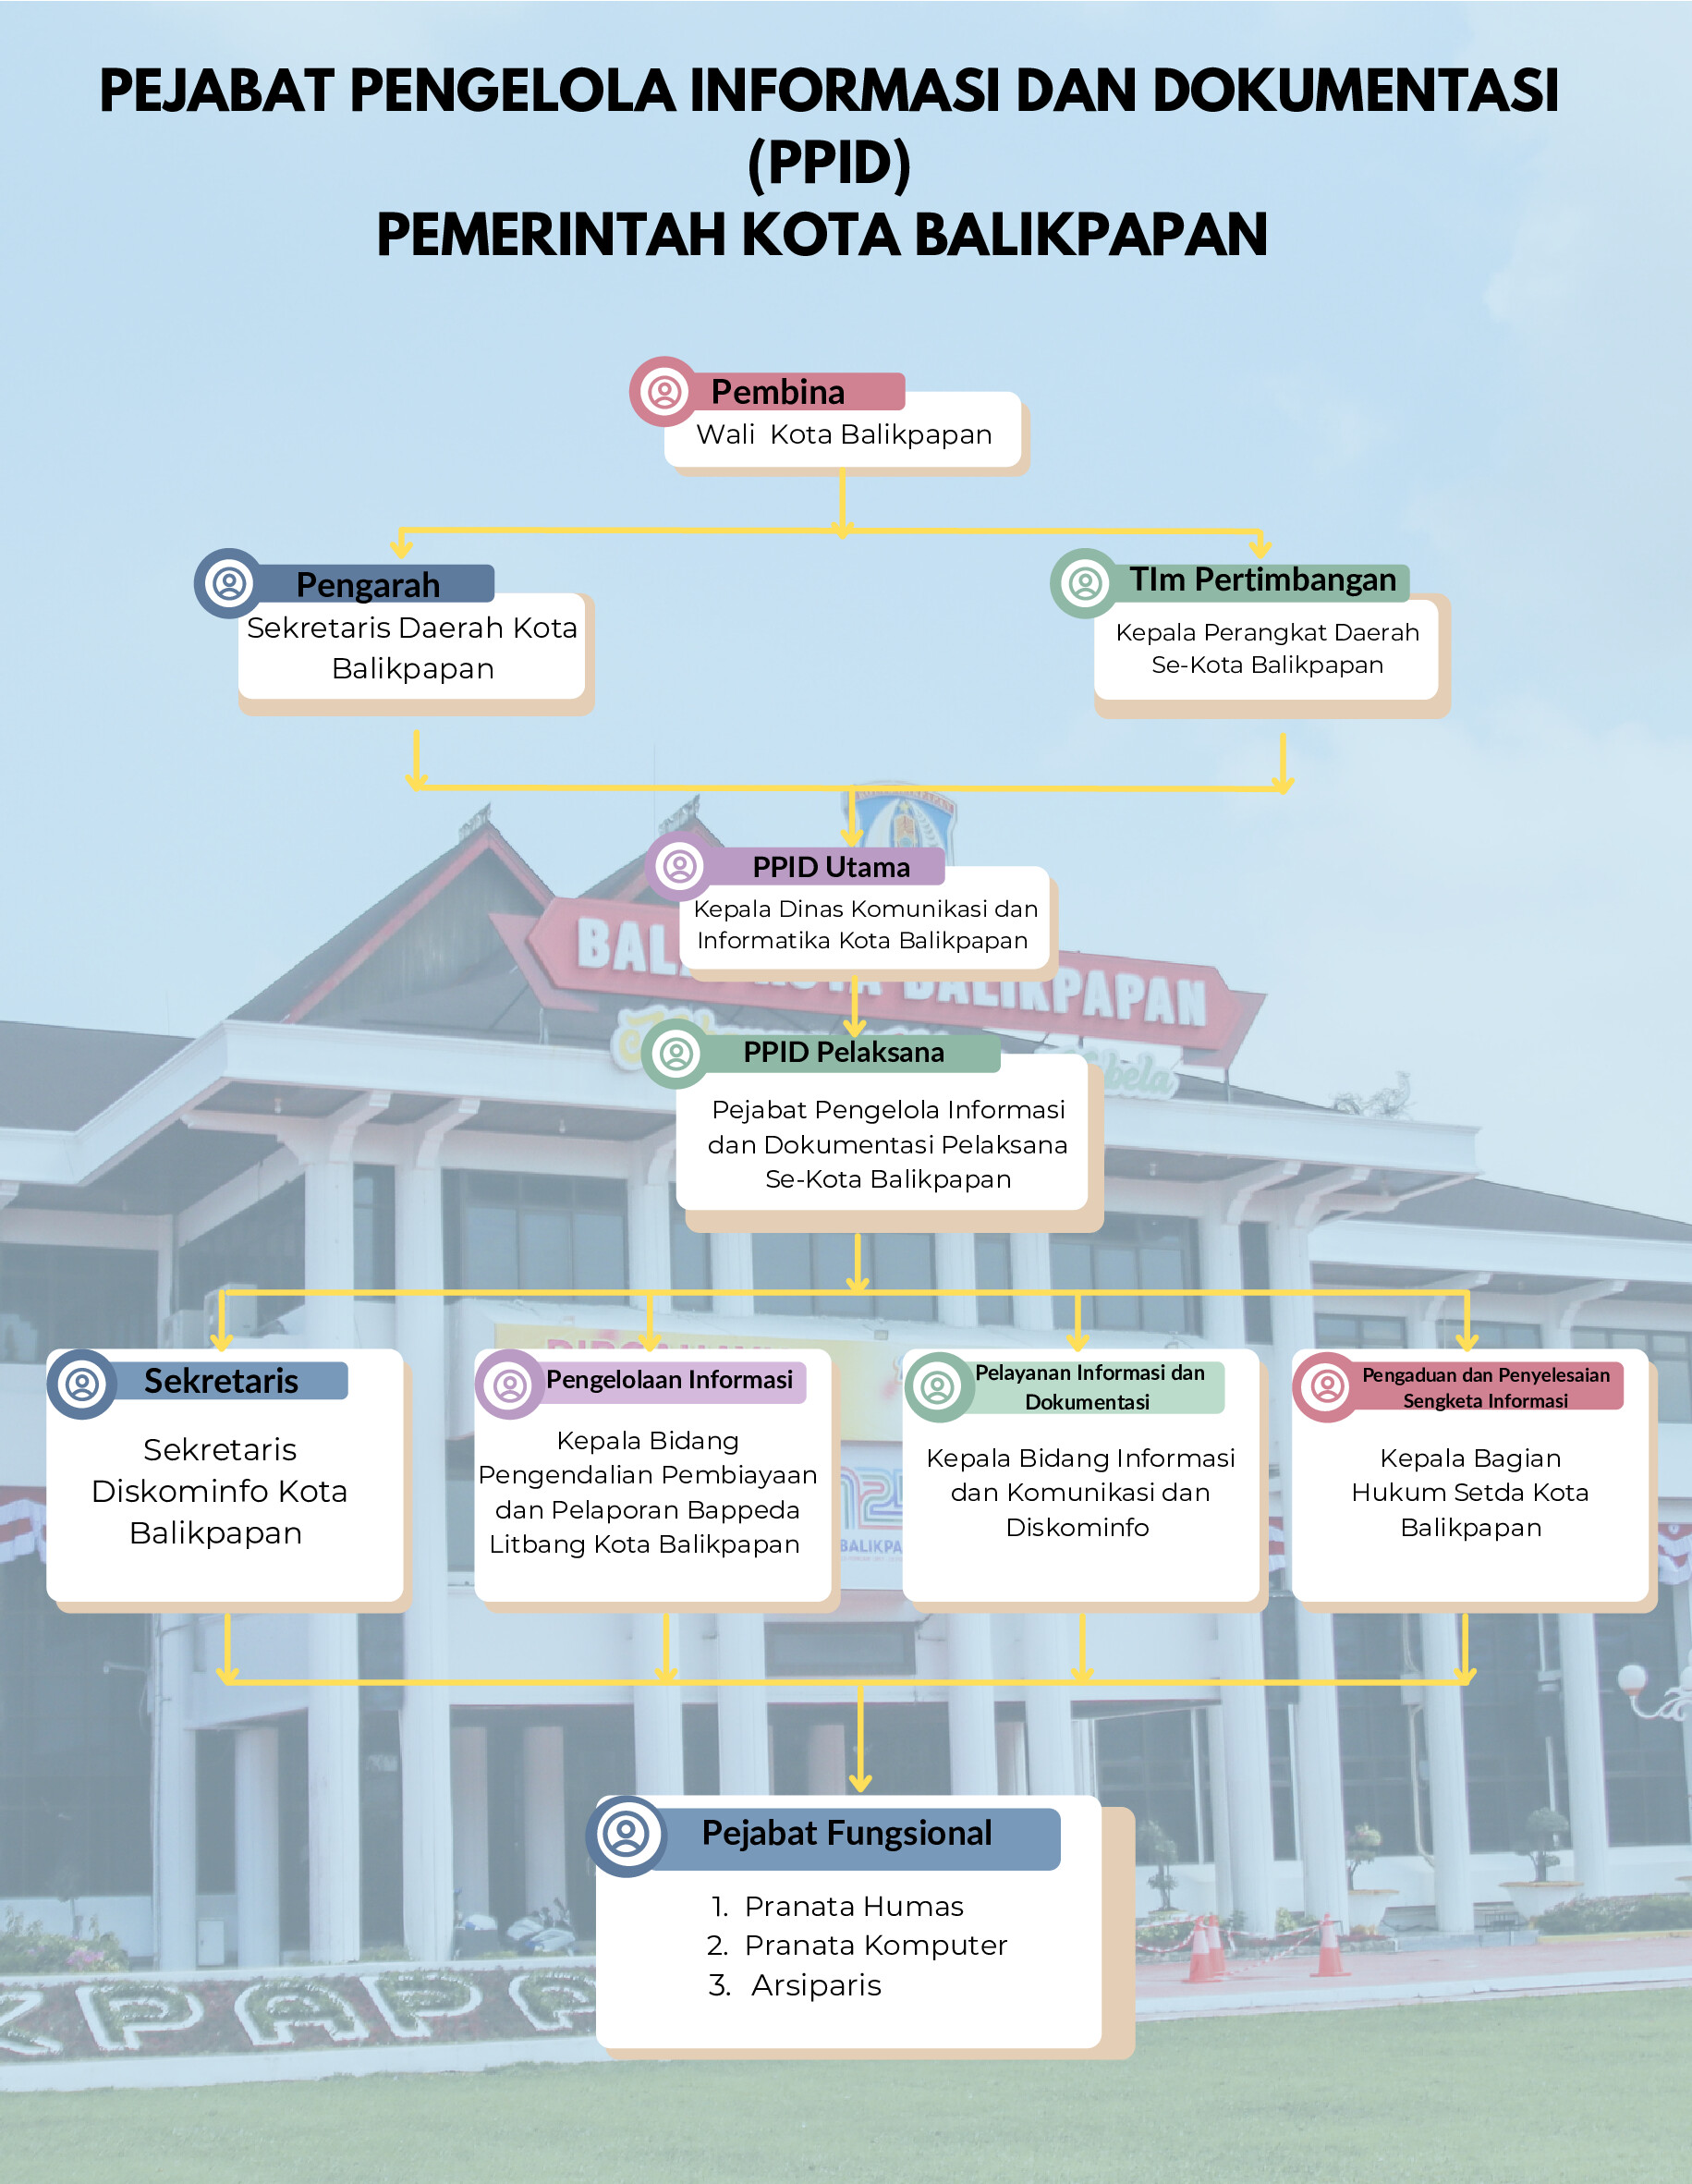 PEJABAT PENGELOLA INFORMASI DAN DOKUMENTASI
(PPID)
PEMERINTAH KOTA BALIKPAPAN
Pembina
Wali Kota Balikpapan
Pengarah
Sekretaris Daerah Kota
Balikpapan
TIm Pertimbangan
Kepala Perangkat Daerah
Se-Kota Balikpapan
PPID Utama
Kepala Dinas Komunikasi dan
Informatika Kota Balikpapan
BALIKPAPAN
PPID Pelaksana
Pejabat Pengelola Informasi
dan Dokumentasi Pelaksana
Se-Kota Balikpapan
Sekretaris
Sekretaris
Diskominfo Kota
Balikpapan
Pengelolaan Informasi
Kepala Bidang
Pengendalian Pembiayaan
dan Pelaporan Bappeda
Litbang Kota Balikpapan
Pelayanan Informasi dan
Dokumentasi
Kepala Bidang Informasi
dan Komunikasi dan
Diskominfo
Pengaduan dan Penyelesaian
Sengketa Informasi
Kepala Bagian
Hukum Setda Kota
Balikpapan
Pejabat Fungsional
1. Pranata Humas
2. Pranata Komputer
3. Arsiparis